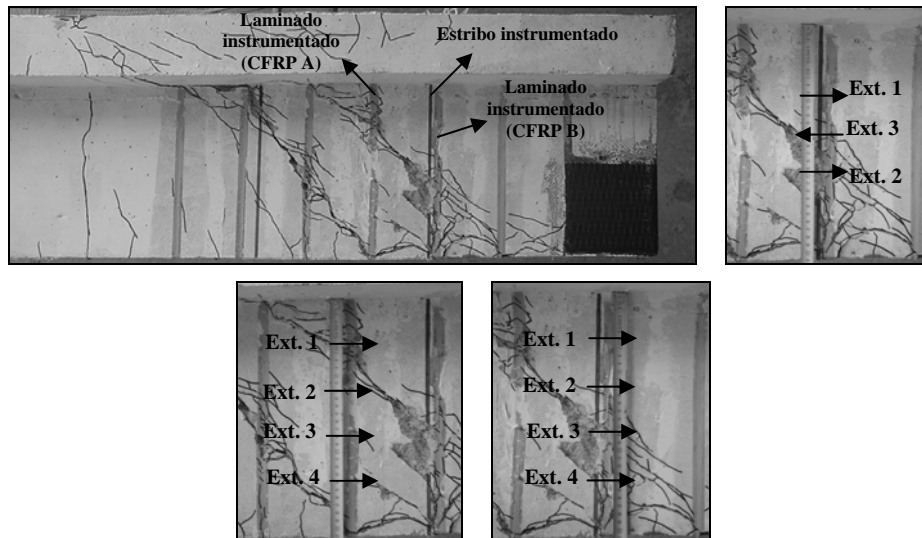 Laminado
instrumentado
(CFRP A)
Estribo instrumentado
Laminado
instrumentado
(CFRP B)
Ext. 1
Ext. 3
Ext. 2
Ext. 1
Ext. 2
Ext. 3
Ext. 4
Ext. 1
Ext. 2
Ext. 3
Ext. 4